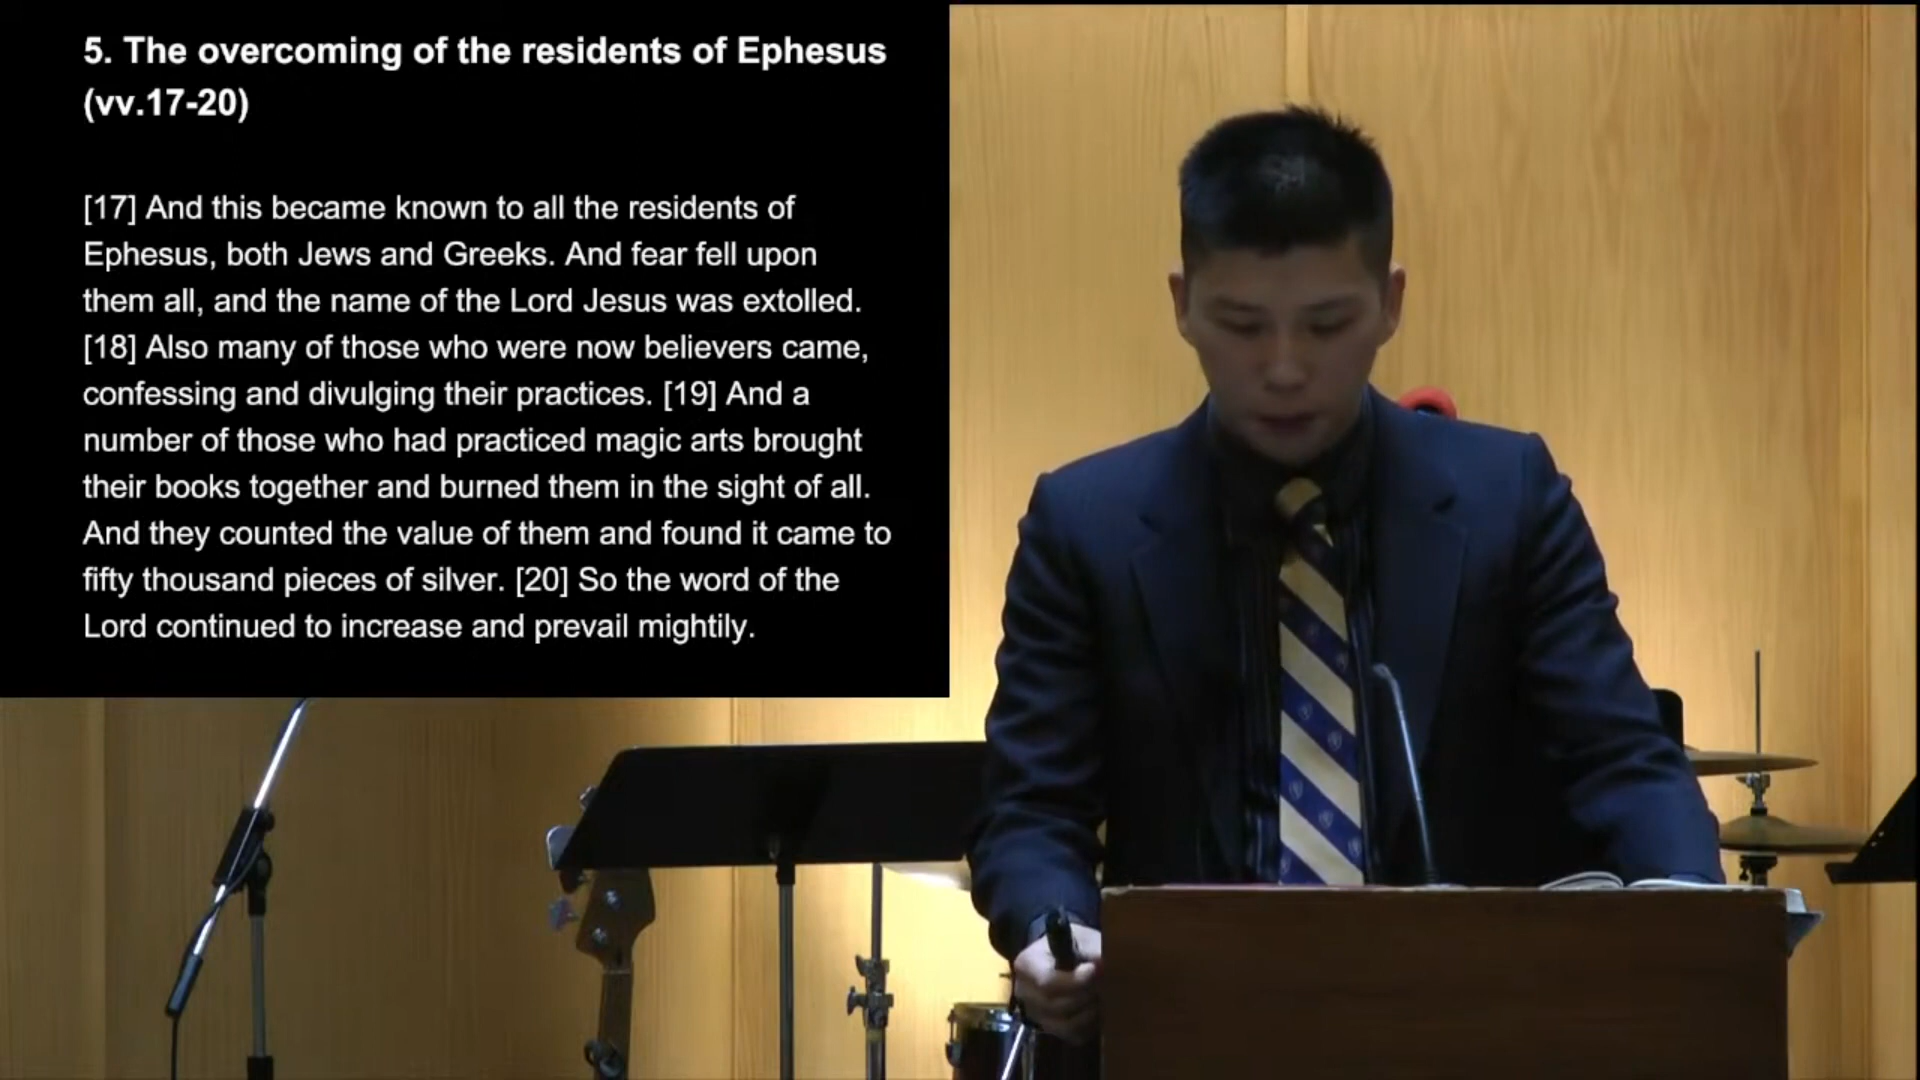 5. The overcoming of the residents of Ephesus
(vv.17-20)
[17] And this became known to all the residents of
Ephesus, both Jews and Greeks. And fear fell upon
them all, and the name of the Lord Jesus was extolled.
[18] Also many of those who were now believers came,
confessing and divulging their practices. [19] And a
number of those who had practiced magic arts brought
their books together and burned them in the sight of all.
And they counted the value of them and found it came to
fifty thousand pieces of silver. [20] So the word of the
Lord continued to increase and prevail mightily.